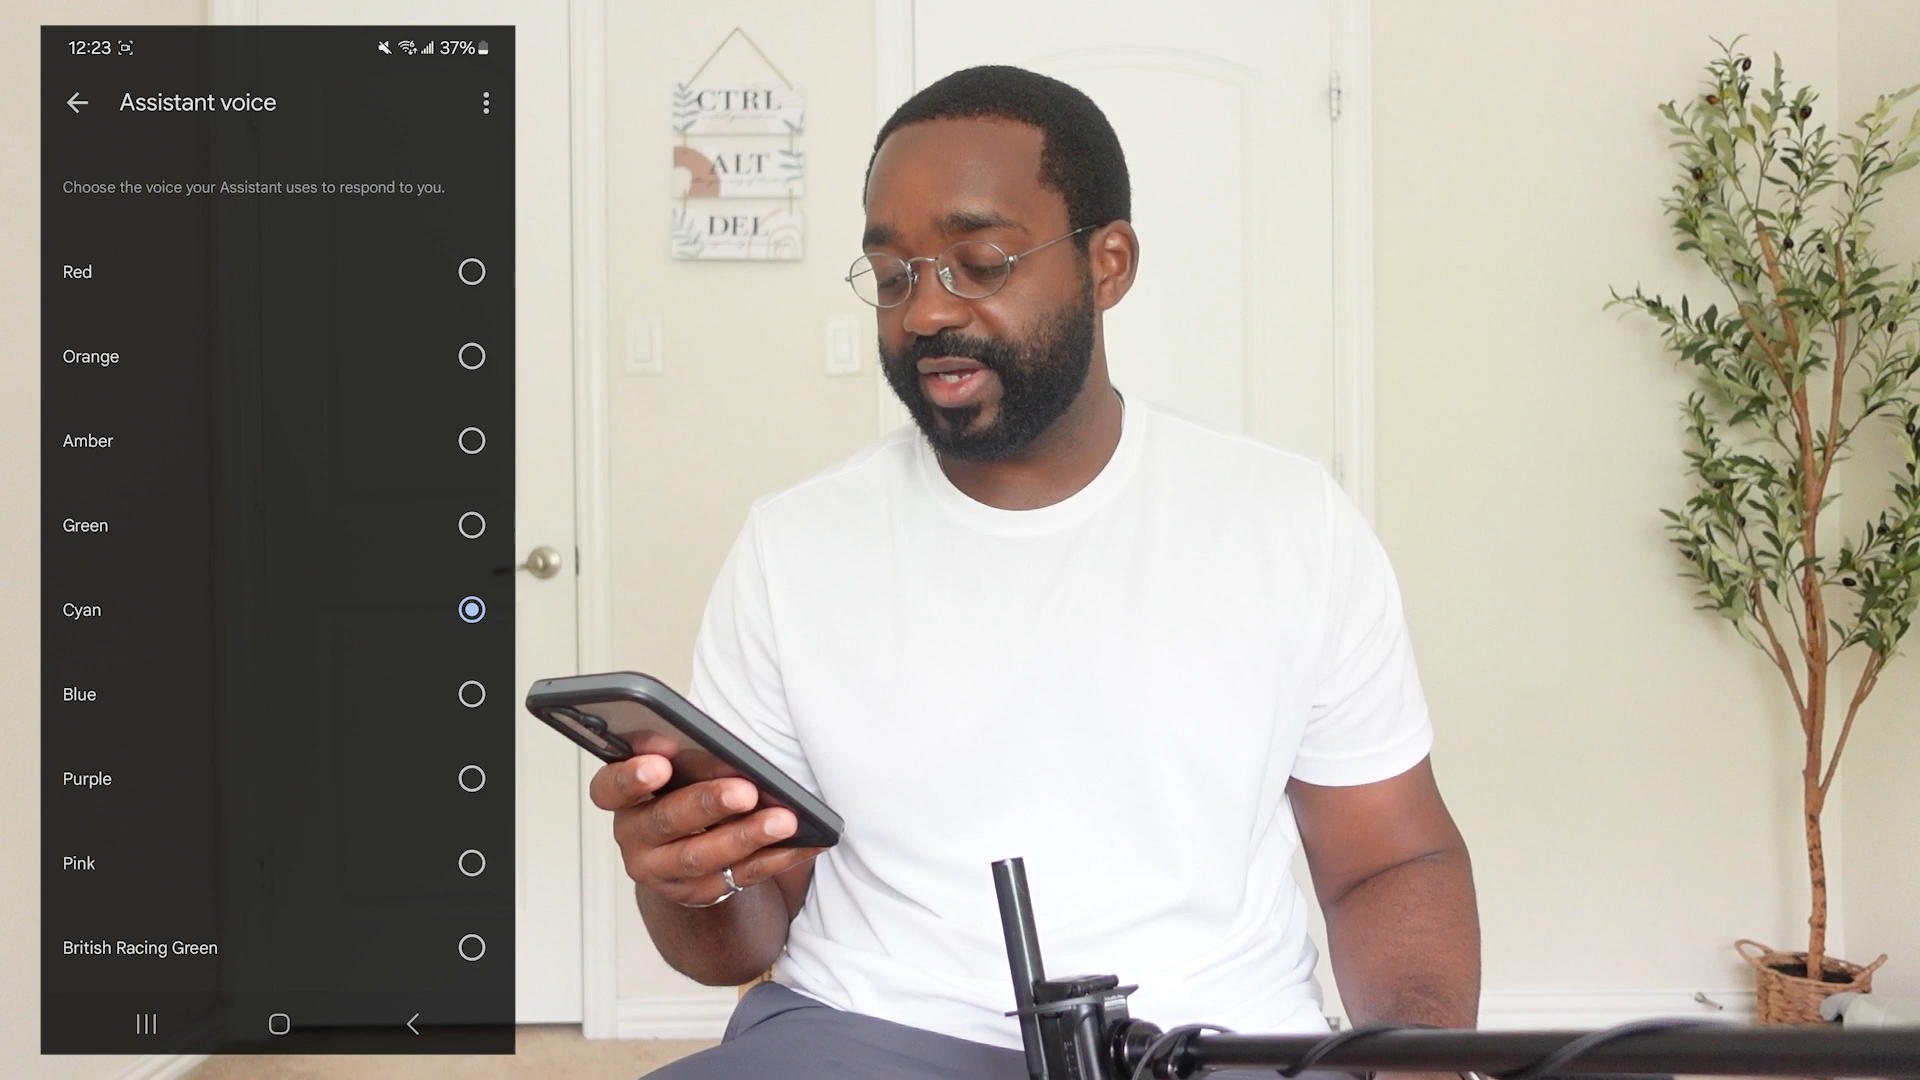 12:23
37%
Assistant voice
Choose the voice your Assistant uses to respond to you.
Red
Orange
Amber
Green
Cyan
Blue
Purple
Pink
British Racing Green
CTRL
ALT
DEL